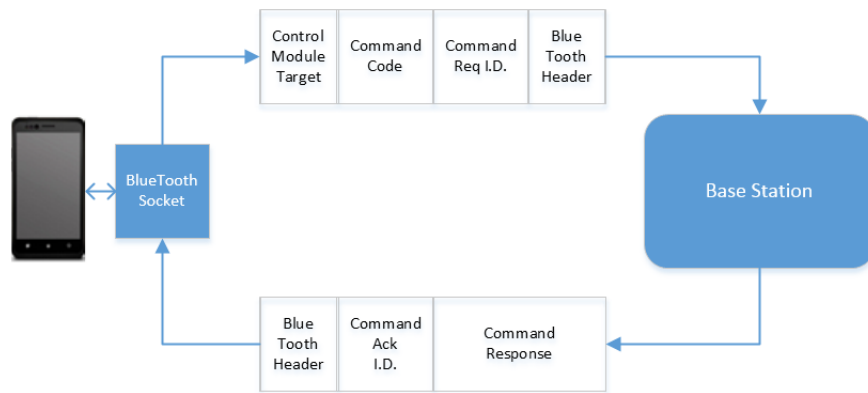 Control
Module
Target
Command
Code
Command
Req I.D.
Blue
Tooth
Header
BlueTooth
Socket
Base Station
Blue
Tooth
Header
Command
Ack
I.D.
Command
Response